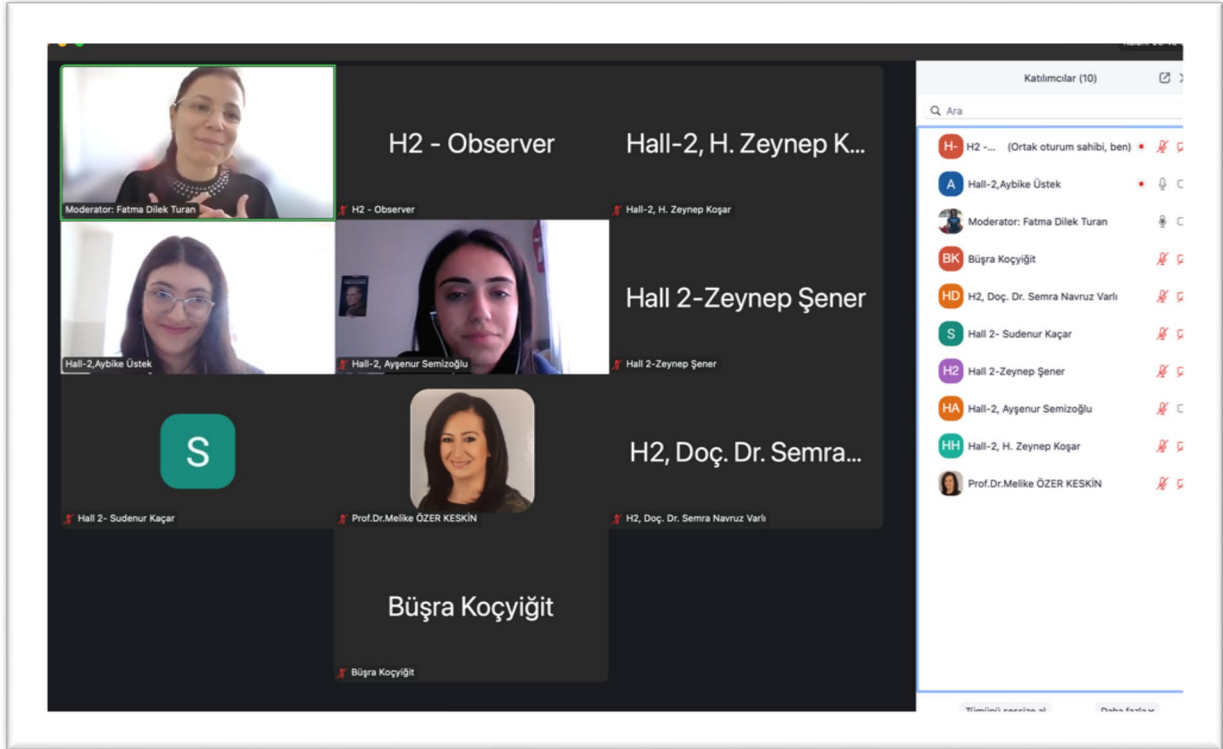 Moderator: Fatma Dilek Turan
H2 - Observer
H2 - Observer
Hall-2, H. Zeynep K...
Hall-2, H. Zeynep Koşar
Hall-2,Aybike Üstek
Hall-2, Ayşenur Semizoğlu
Hall 2-Zeynep Şener
Hall 2-Zeynep Şener
S
Hall 2- Sudenur Kaçar
Prof.Dr.Melike ÖZER KESKİN
H2, Doç. Dr. Semra...
H2, Doç. Dr. Semra Navruz Varlı
Büşra Koçyiğit
Büşra Koçyiğit
Katılımcılar (10)
Ara
H- H2 -... (Ortak oturum sahibi, ben)
A Hall-2,Aybike Üstek
Moderator: Fatma Dilek Turan
BK Büşra Koçyiğit
HD H2, Doç. Dr. Semra Navruz Varlı
S Hall 2- Sudenur Kaçar
H2 Hall 2-Zeynep Şener
HA Hall-2, Ayşenur Semizoğlu
HH Hall-2, H. Zeynep Koşar
Prof.Dr.Melike ÖZER KESKİN
Tümünü sessize al Daha fazla